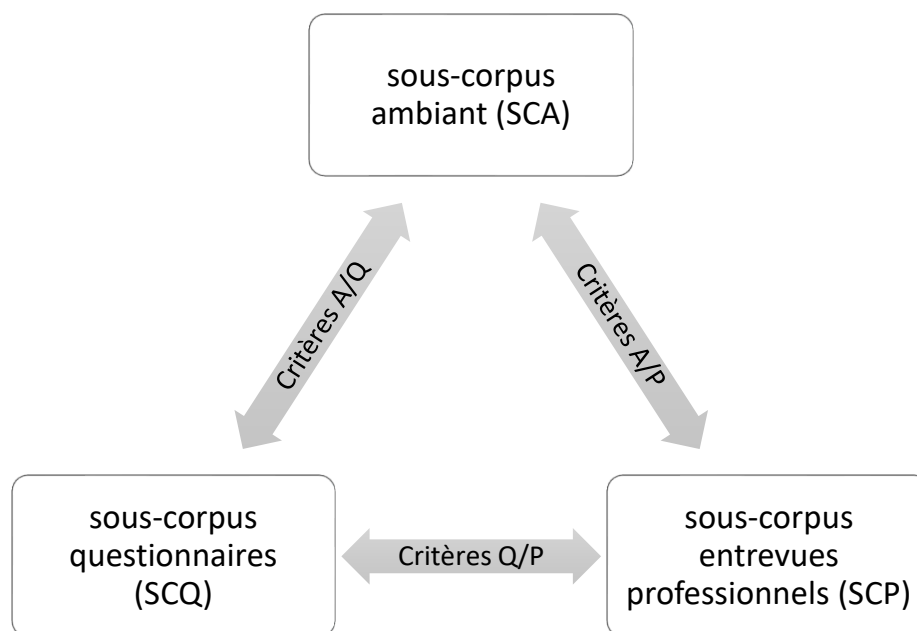 sous-corpus
ambiant (SCA)
Critères A/Q
Critères A/P
sous-corpus
questionnaires
(SCQ)
Critères Q/P
sous-corpus
entrevues
professionnels (SCP)